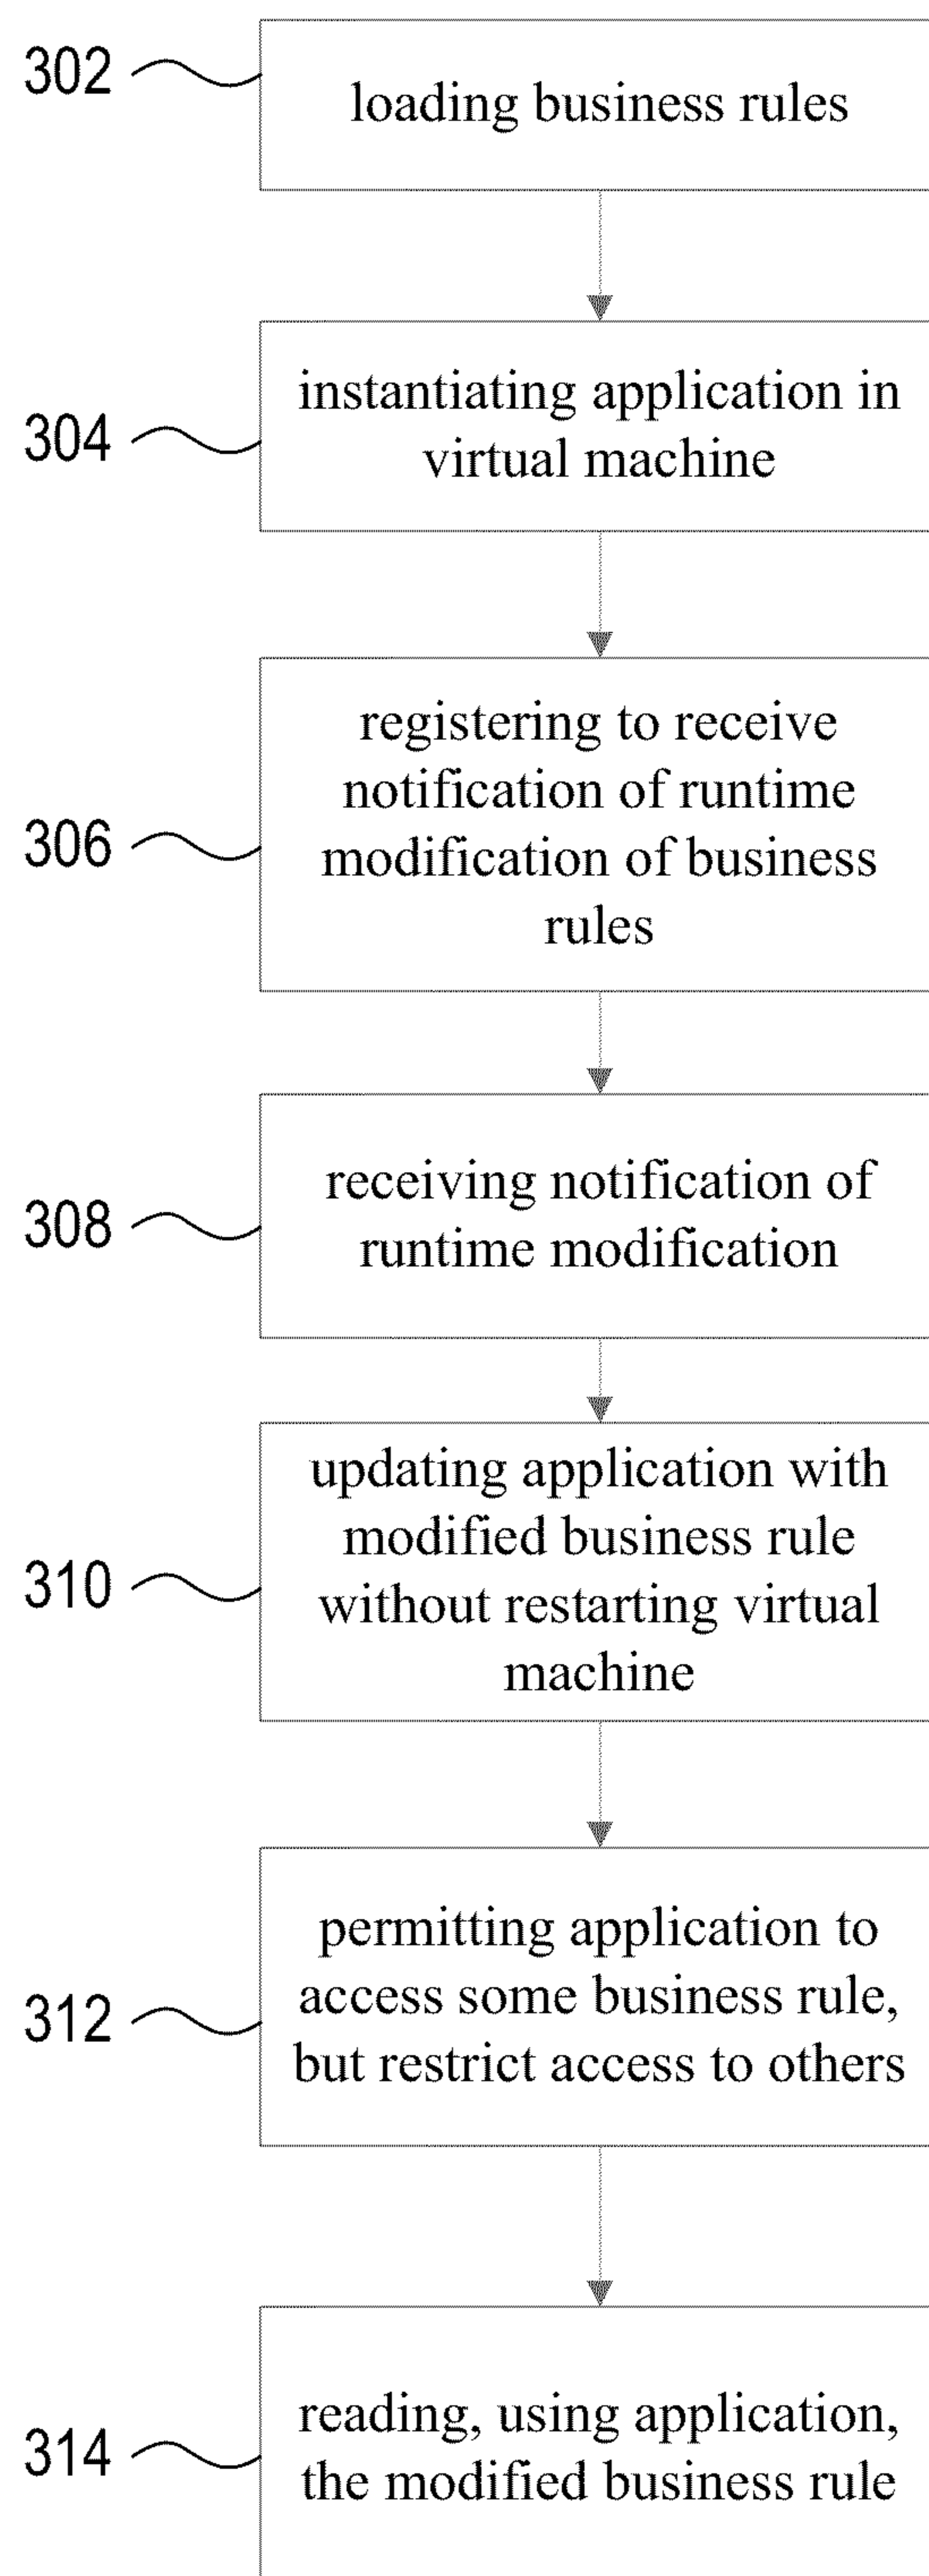 302
loading business rules
304
instantiating application in
virtual machine
306
registering to receive
notification of runtime
modification of business
rules
308
receiving notification of
runtime modification
310
updating application with
modified business rule
without restarting virtual
machine
312
permitting application to
access some business rule,
but restrict access to others
314
reading, using application,
the modified business rule